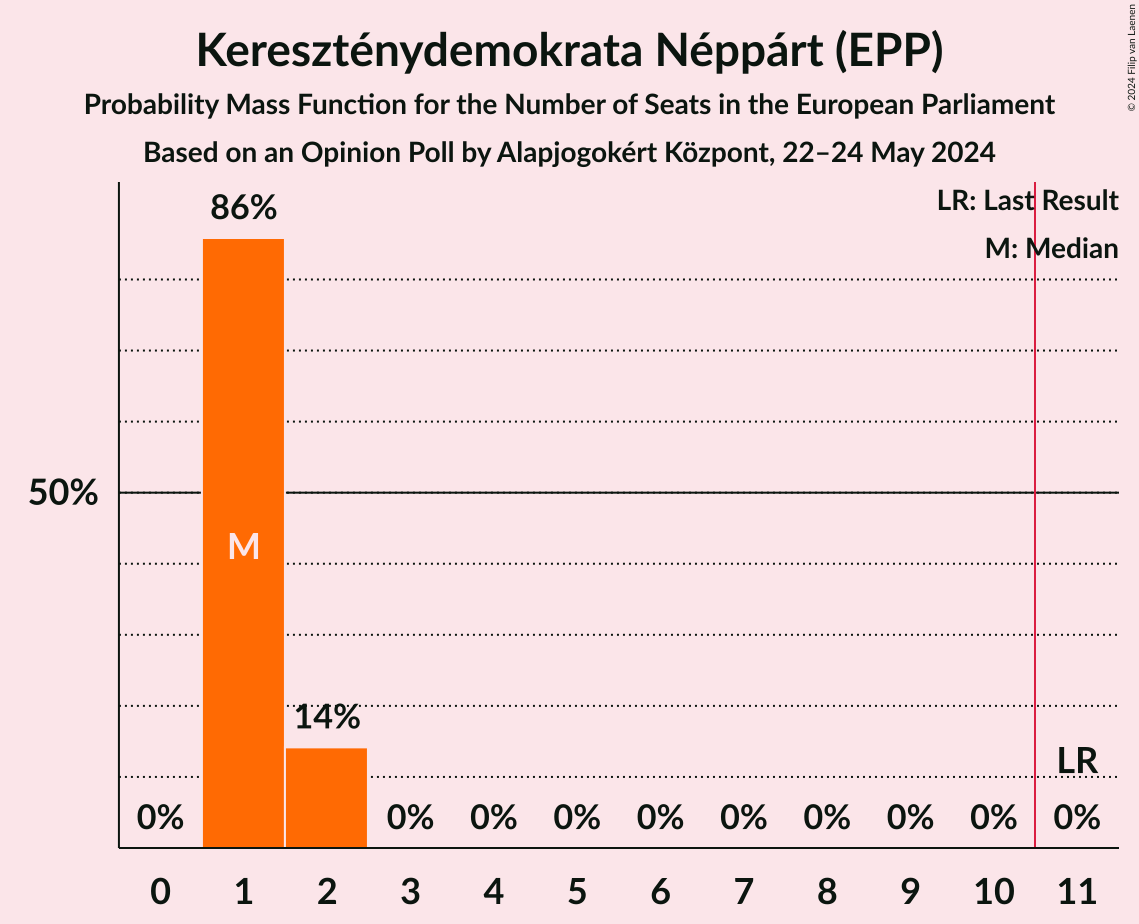 Kereszténydemokrata Néppárt (EPP)
Probability Mass Function for the Number of Seats in the European Parliament
Based on an Opinion Poll by Alapjogokért Központ, 22–24 May 2024
© 2024 Filip van Laenen
LR: Last Result
M: Median
86%
50%
M
14%
LR
0% 0% 0% 0% 0% 0% 0% 0% 0% 0%
0 1 2 3 4 5 6 7 8 9 10 11